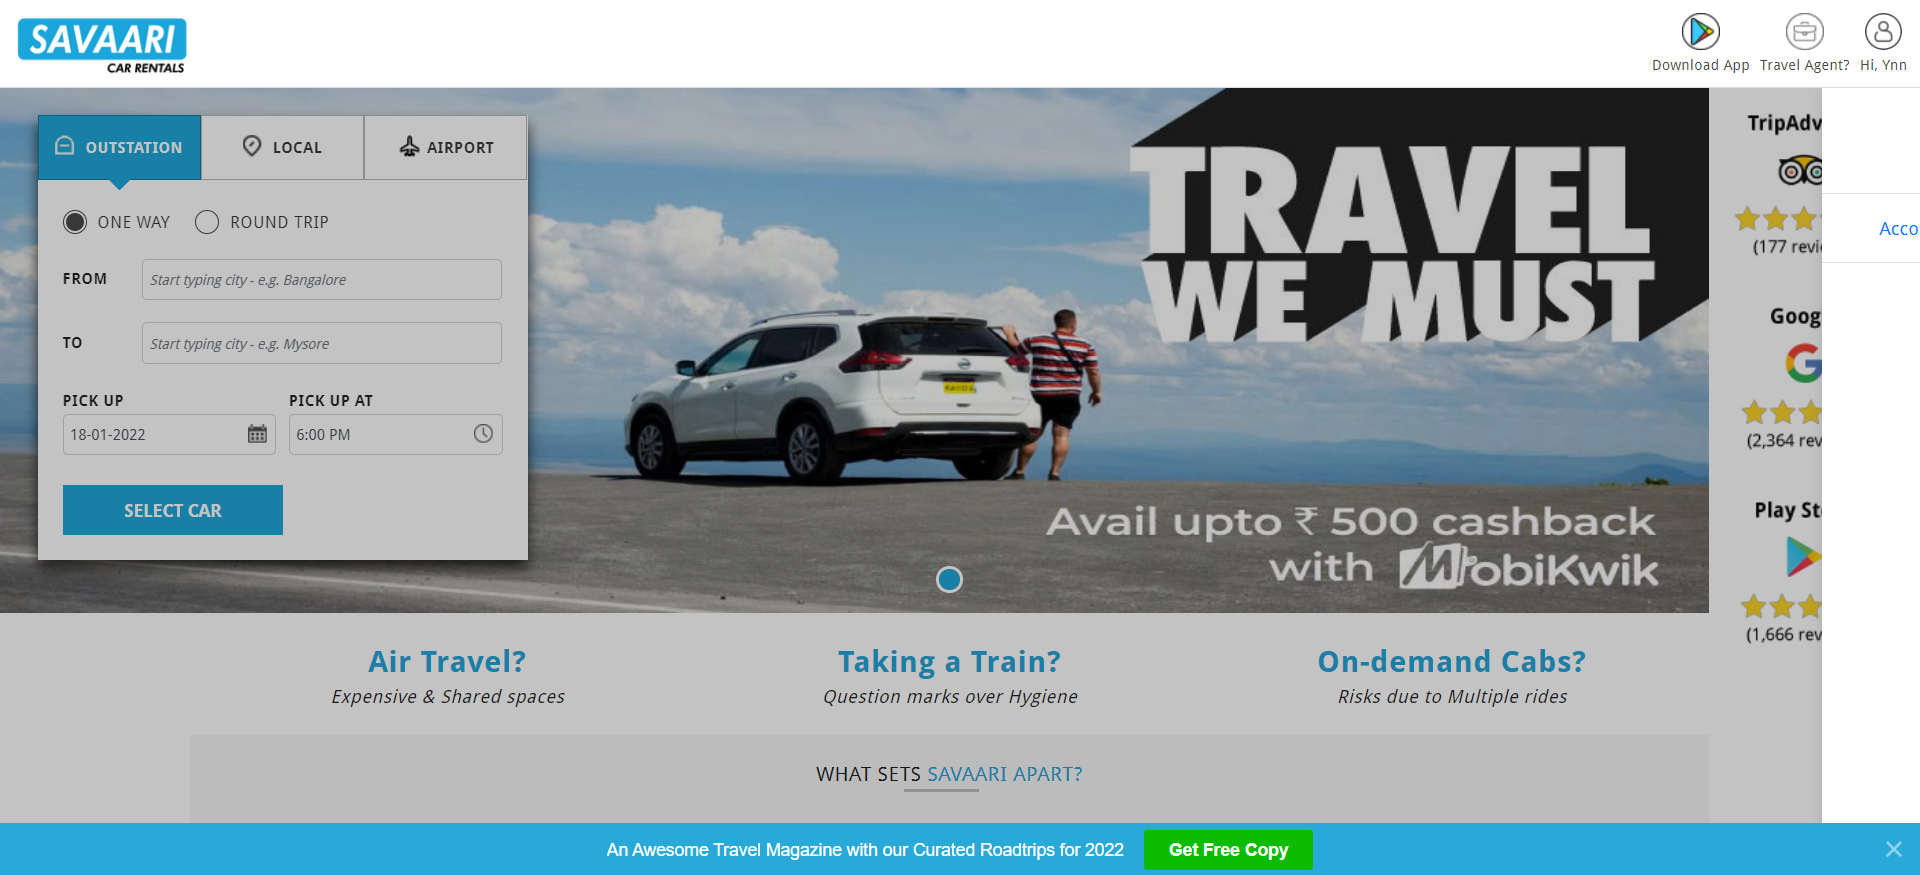 SAVAARI
CAR RENTALS
Download App
Travel Agent?
Hi, Ynn
OUTSTATION
LOCAL
AIRPORT
ONE WAY
ROUND TRIP
FROM
Start typing city - e.g. Bangalore
TO
Start typing city - e.g. Mysore
PICK UP
PICK UP AT
18-01-2022
6:00 PM
SELECT CAR
TRAVEL
WE MUST
Avail upto ₹ 500 cashback
with MobiKwik
TripAdv
(177 revi
Goog
(2,364 rev
Play St
(1,666 rev
Acco
Air Travel?
Expensive & Shared spaces
Taking a Train?
Question marks over Hygiene
On-demand Cabs?
Risks due to Multiple rides
WHAT SETS SAVAARI APART?
An Awesome Travel Magazine with our Curated Roadtrips for 2022
Get Free Copy